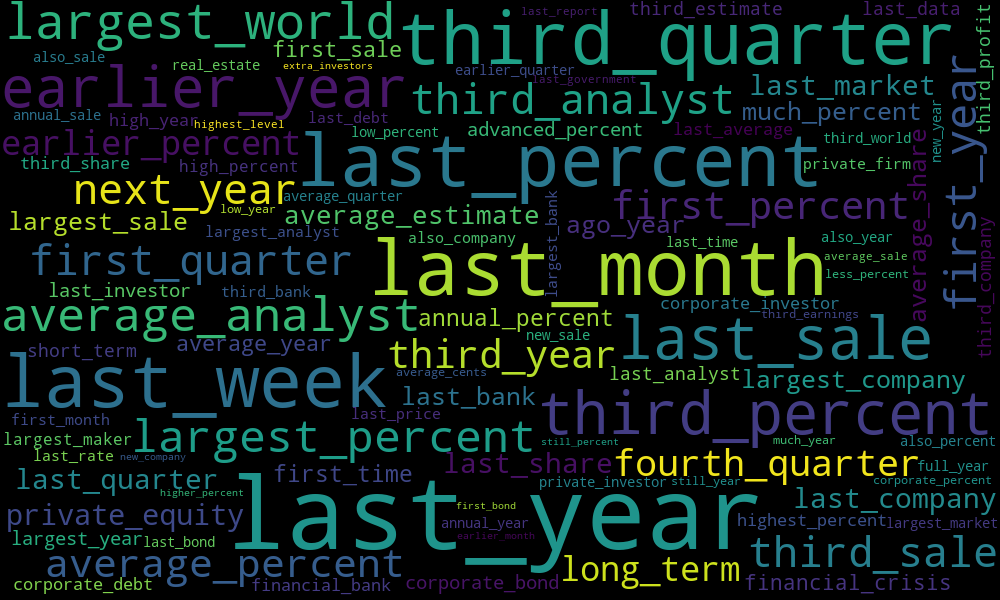 largest_world
last_report
third_estimate
last_data
third_profit
third_quarter
also_sale
first_sale
real_estate
extra_investors
earlier_quarter
last_government
earlier_year
third_analyst
last_market
first_year
annual_sale
high_year
highest_level
last_debt
much_percent
new_year
low_percent
advanced_percent
last_average
third_world
earlier_percent
last_percent
third_share
high_percent
private_firm
average_share
next_year
average_quarter
low_year
largest_sale
average_estimate
largest_bank
ago_year
first_percent
largest_analyst
also_company
last_time
also_year
third_company
first_quarter
last_month
average_sale
less_percent
last_investor
third_bank
corporate_investor
third_earnings
average_analyst
annual_percent
new_sale
last_sale
short_term
average_year
third_year
last_week
average_cents
last_analyst
largest_company
last_bank
first_month
last_price
third_percent
largest_maker
largest_percent
still_percent
much_year
also_percent
last_rate
new_company
last_share
fourth_quarter
full_year
last_quarter
first_time
private_investor
still_year
corporate_percent
higher_percent
last_year
first_bond
last_company
private_equity
annual_year
highest_percent
largest_market
earlier_month
largest_year
last_bond
third_sale
average_percent
long_term
corporate_debt
financial_bank
corporate_bond
financial_crisis